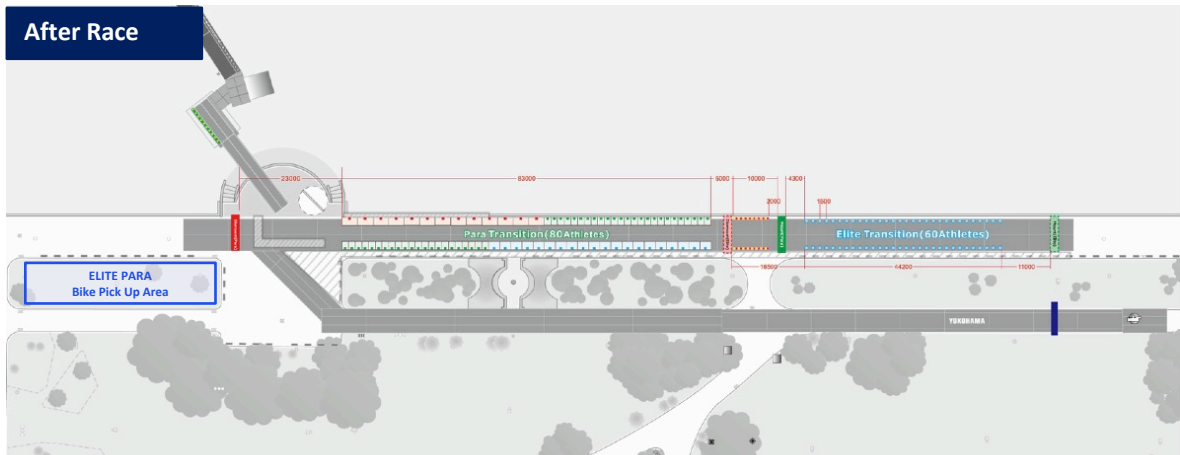 After Race
23000
83000
5000
10000
4300
2000
1500
Para Transition(80Athletes)
Elite Transition(60Athletes)
ELITE PARA
Bike Pick Up Area
16500
44200
11000
YOKOHAMA